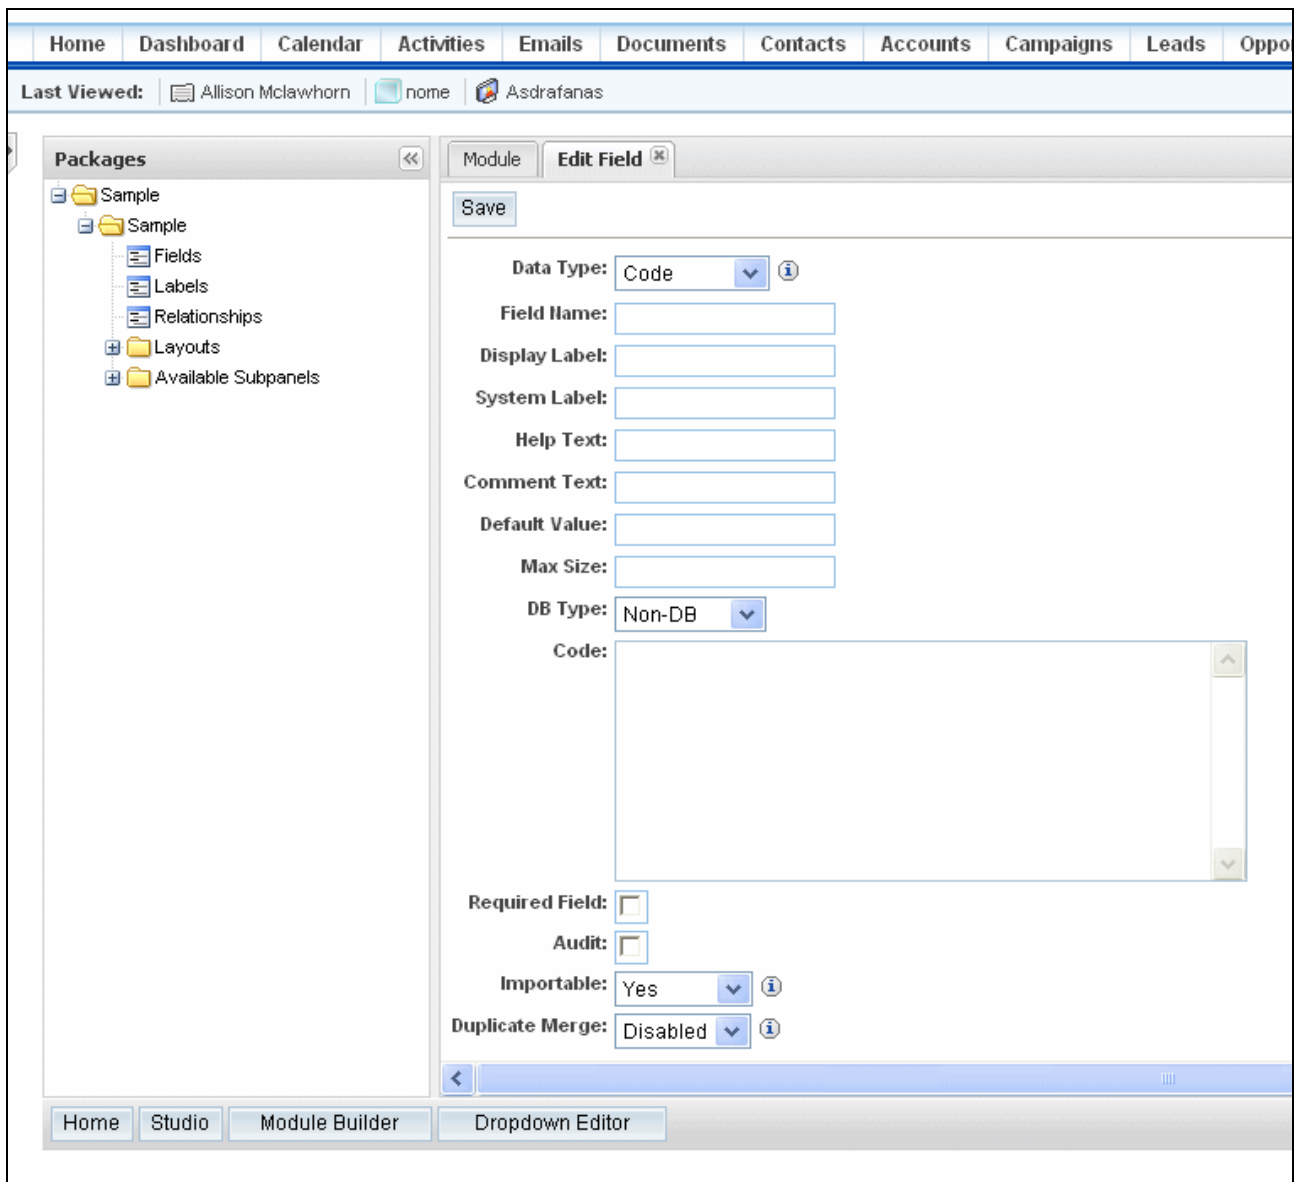 Home Dashboard Calendar Activities Emails Documents Contacts Accounts Campaigns Leads
Last Viewed: Allison Mclawhorn nome Asdrafanas
Packages
Sample
Sample
Fields
Labels
Relationships
Layouts
Available Subpanels
Module Edit Field
Save
Data Type: Code
Field Name:
Display Label:
System Label:
Help Text:
Comment Text:
Default Value:
Max Size:
DB Type: Non-DB
Code:
Required Field:
Audit:
Importable: Yes
Duplicate Merge: Disabled
Home Studio Module Builder Dropdown Editor